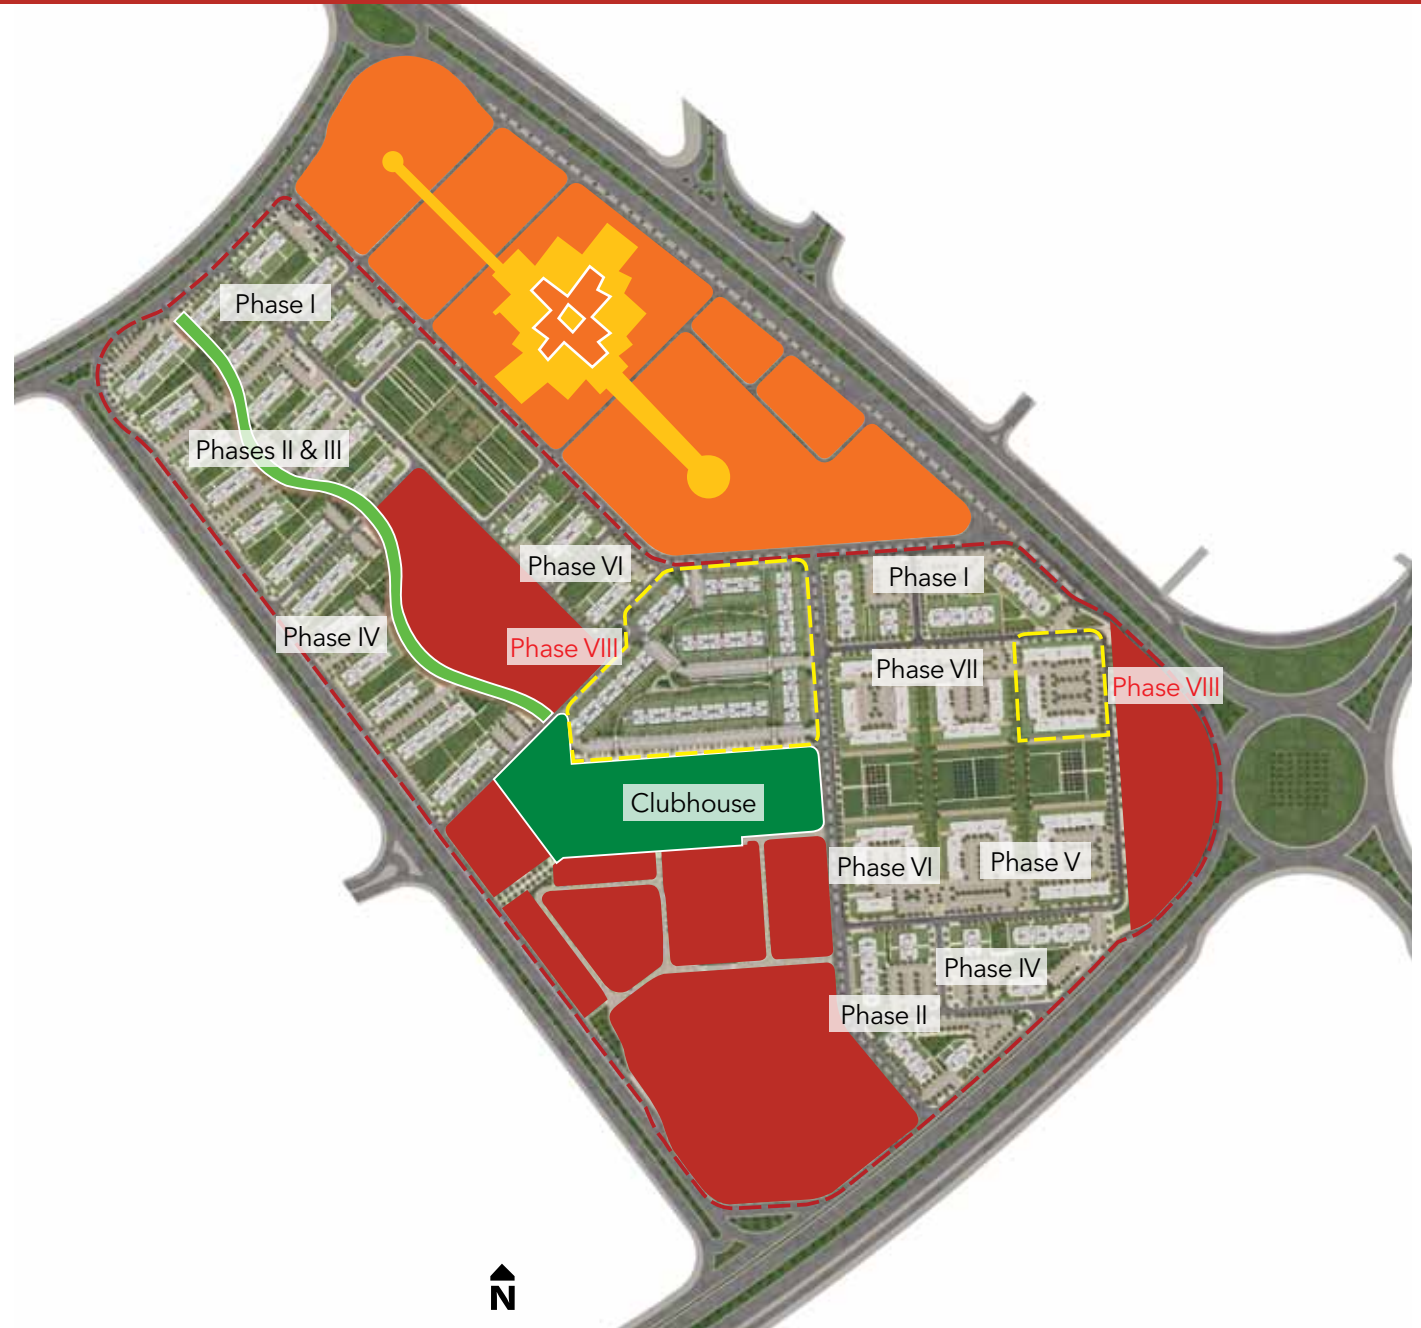 Phase I
Phases II & III
Phase VI
Phase I
Phase IV
Phase VIII
Phase VII
Phase VIII
Clubhouse
Phase VI
Phase V
Phase IV
Phase II
N